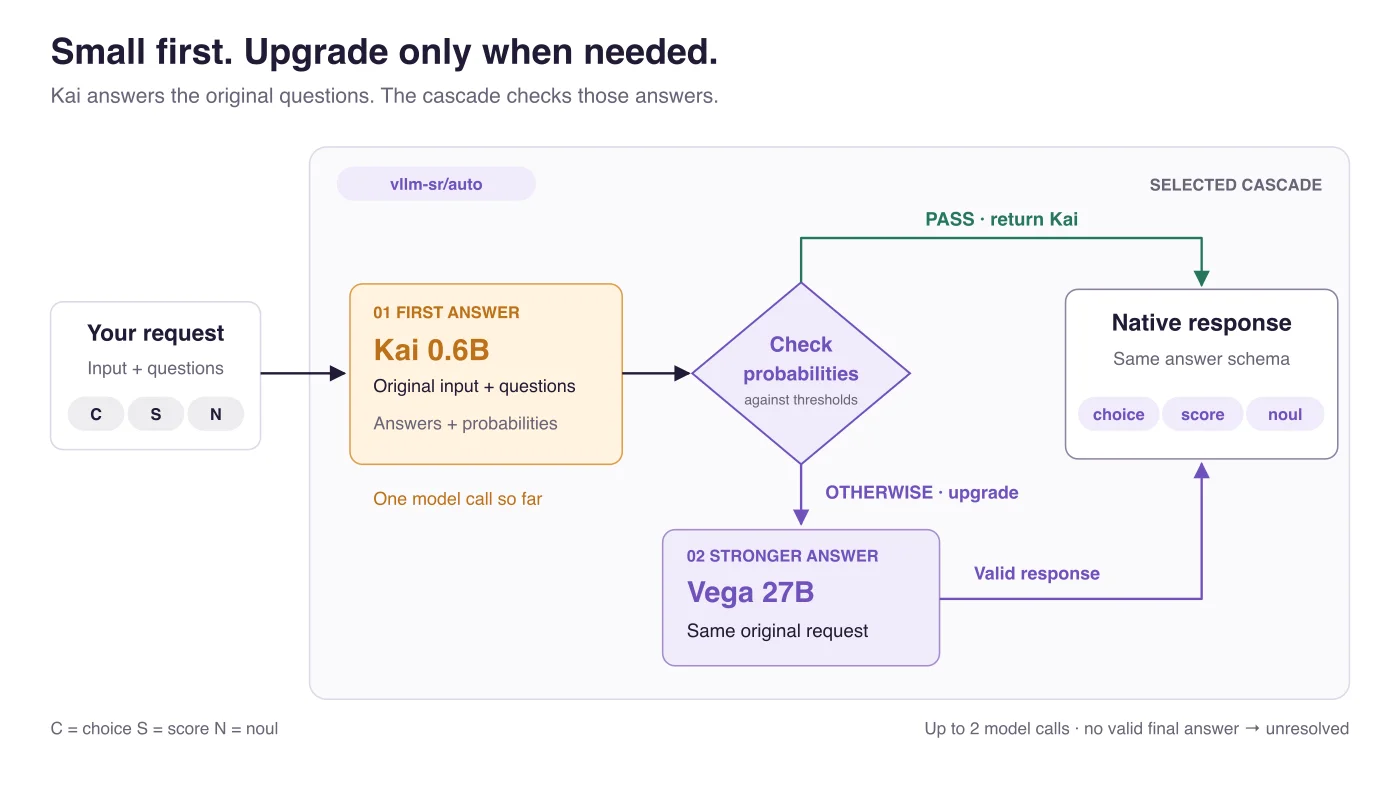 Small first. Upgrade only when needed.
Kai answers the original questions. The cascade checks those answers.
vllm-sr/auto
SELECTED CASCADE
PASS · return Kai
Your request
Input + questions
C S N
01 FIRST ANSWER
Kai 0.6B
Original input + questions
Answers + probabilities
One model call so far
Check
probabilities
against thresholds
Native response
Same answer schema
choice score noul
OTHERWISE · upgrade
02 STRONGER ANSWER
Vega 27B
Same original request
Valid response
C = choice S = score N = noul
Up to 2 model calls · no valid final answer → unresolved